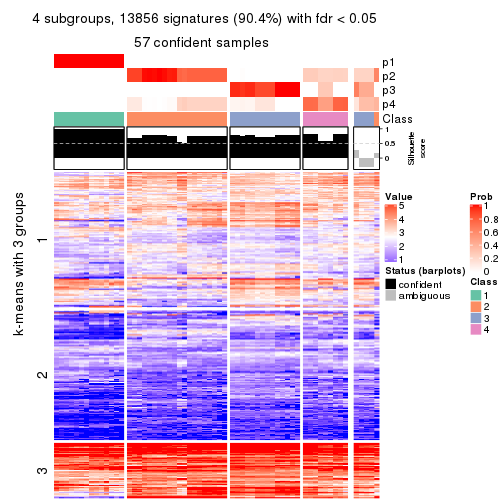 4 subgroups, 13856 signatures (90.4%) with fdr < 0.05
57 confident samples
p1
p2
p3
p4
Class
1
0.5
0
Silhouette
score
k-means with 3 groups
1
2
3
Value
5
4
3
2
1
Status (barplots)
confident
ambiguous
Prob
1
0.8
0.6
0.4
0.2
0
Class
1
2
3
4